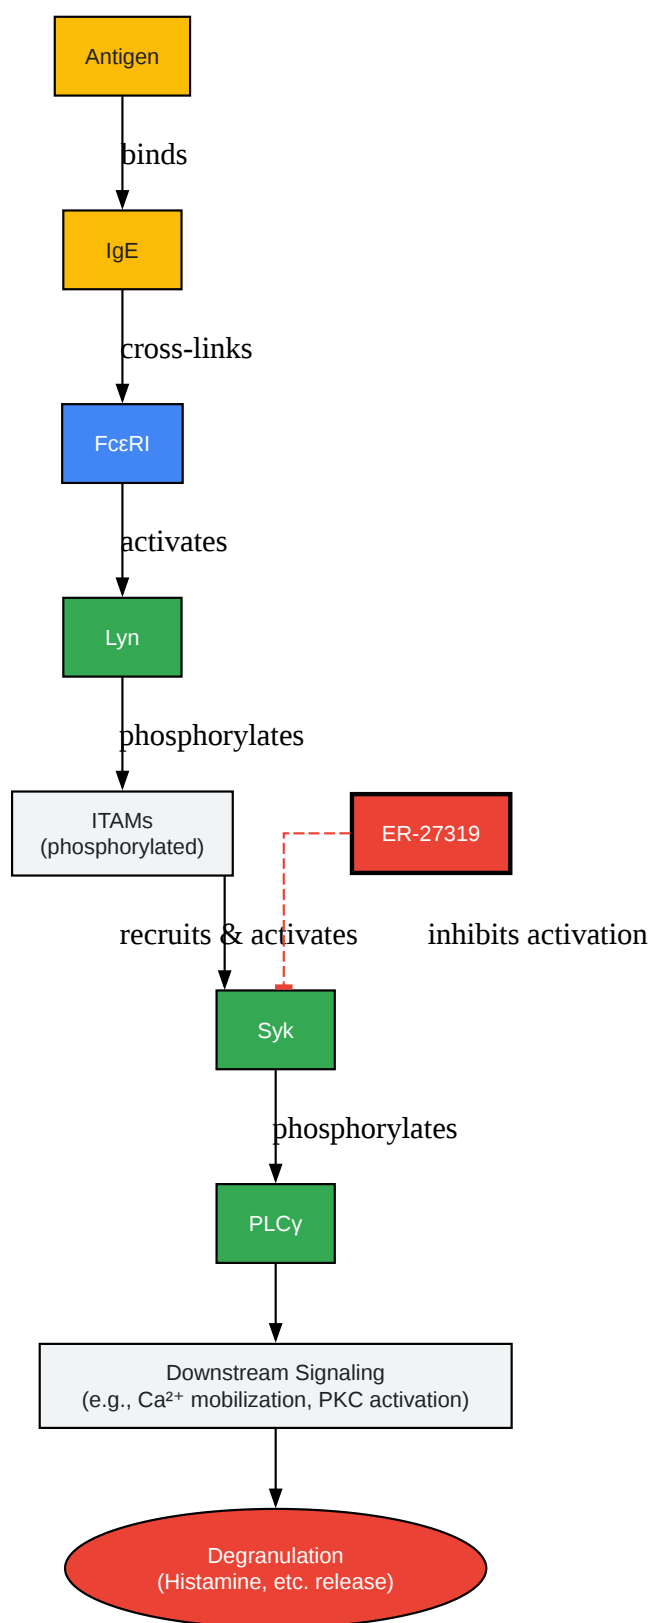 Antigen
binds
IgE
cross-links
FcεRI
activates
Lyn
phosphorylates
ITAMs
(phosphorylated)
ER-27319
recruits & activates
inhibits activation
Syk
phosphorylates
PLCγ
Downstream Signaling
(e.g., Ca²⁺ mobilization, PKC activation)
Degranulation
(Histamine, etc. release)